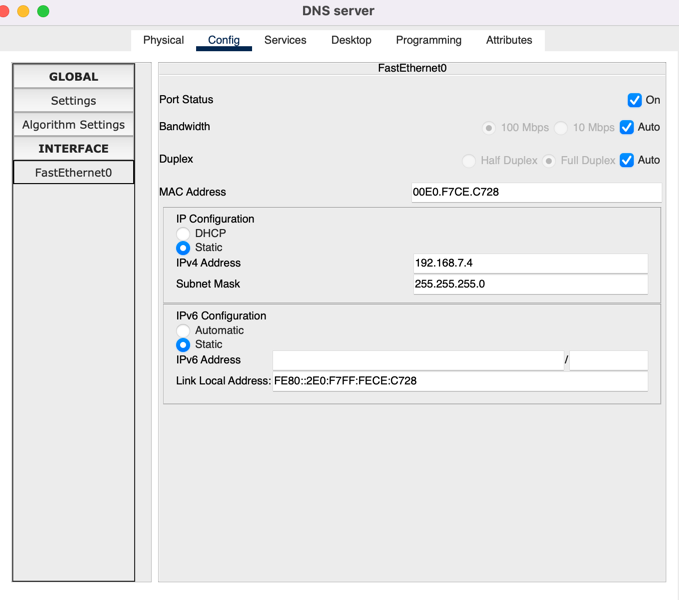 DNS server
Physical Config Services Desktop Programming Attributes
GLOBAL
Settings
Algorithm Settings
INTERFACE
FastEthernet0
FastEthernet0
Port Status On
Bandwidth 100 Mbps 10 Mbps Auto
Duplex Half Duplex Full Duplex Auto
MAC Address 00E0.F7CE.C728
IP Configuration
DHCP
Static
IPv4 Address 192.168.7.4
Subnet Mask 255.255.255.0
IPv6 Configuration
Automatic
Static
IPv6 Address /
Link Local Address: FE80::2E0:F7FF:FECE:C728